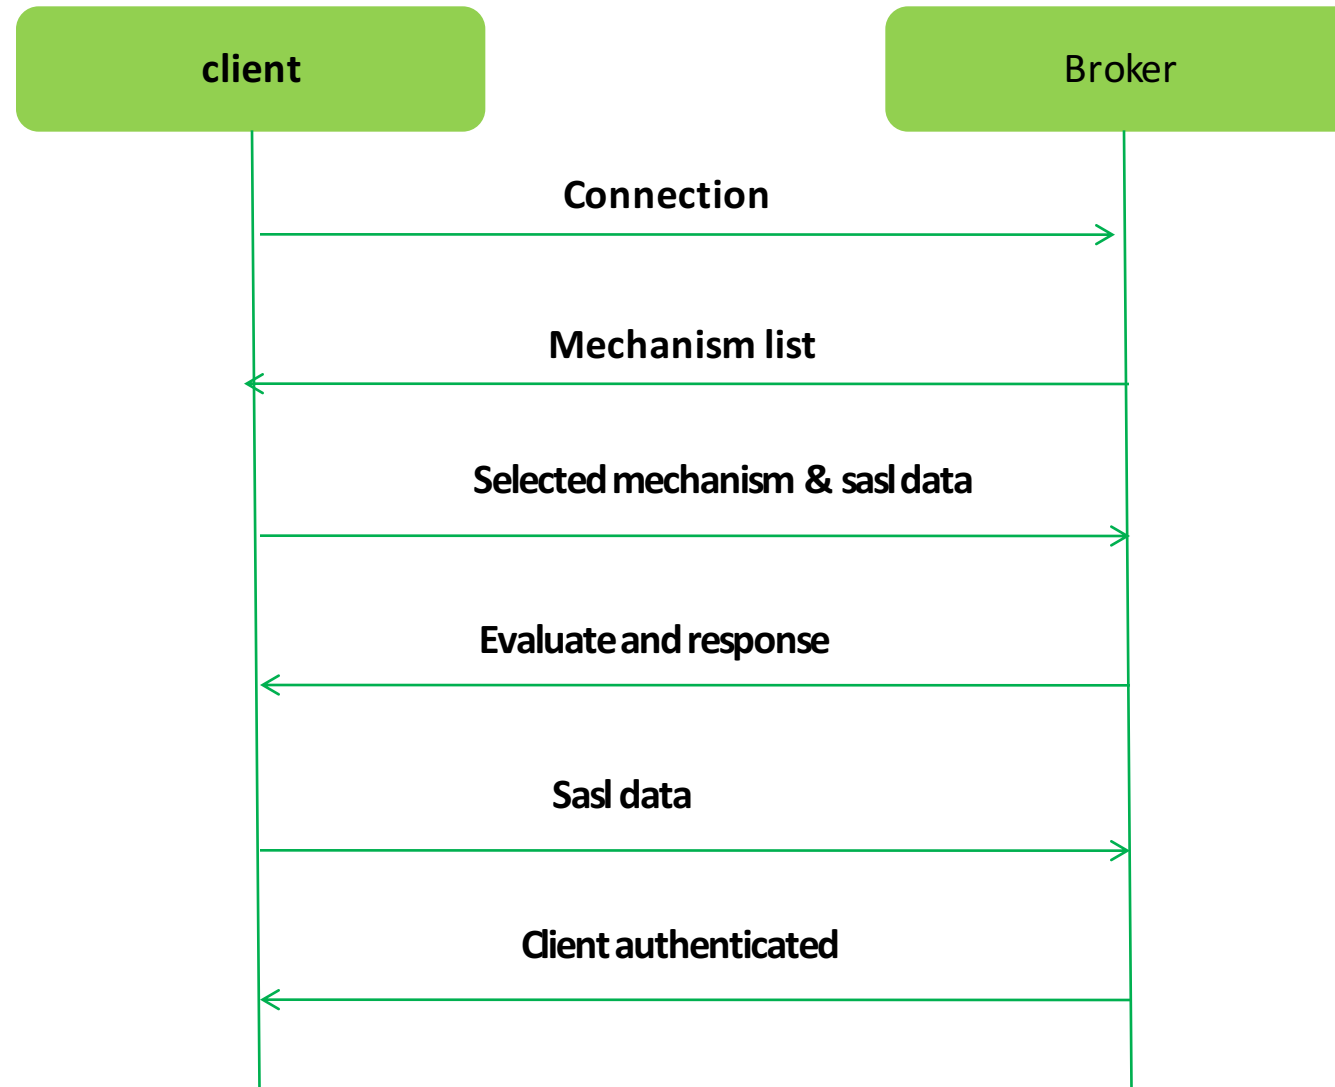 client
Broker
Connection
Mechanism list
Selected mechanism & sasl data
Evaluate and response
Sasl data
Client authenticated